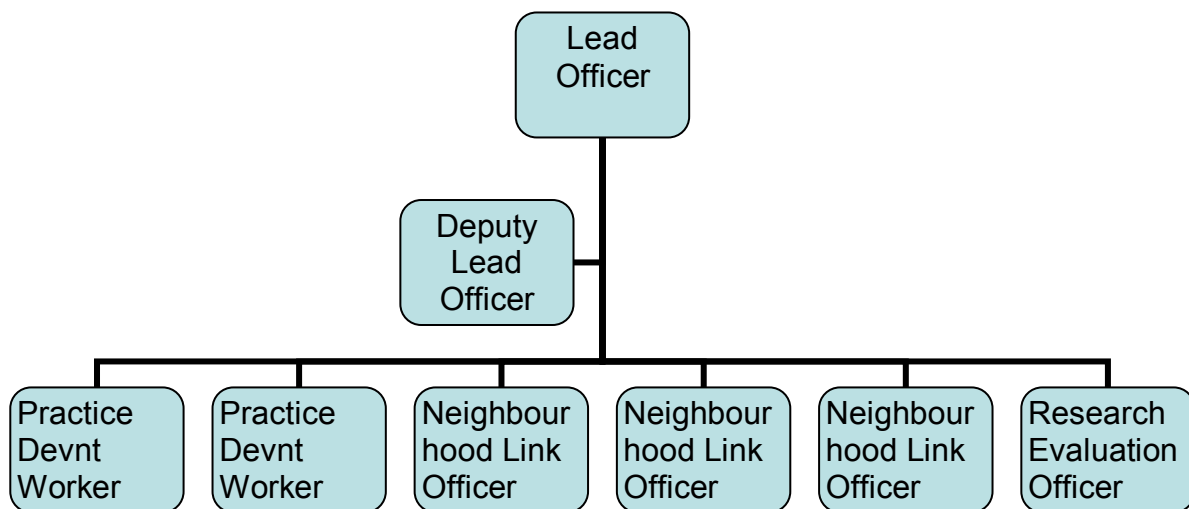 Lead
Officer
Deputy
Lead
Officer
Practice
Devnt
Worker
Practice
Devnt
Worker
Neighbour
hood Link
Officer
Neighbour
hood Link
Officer
Neighbour
hood Link
Officer
Research
Evaluation
Officer